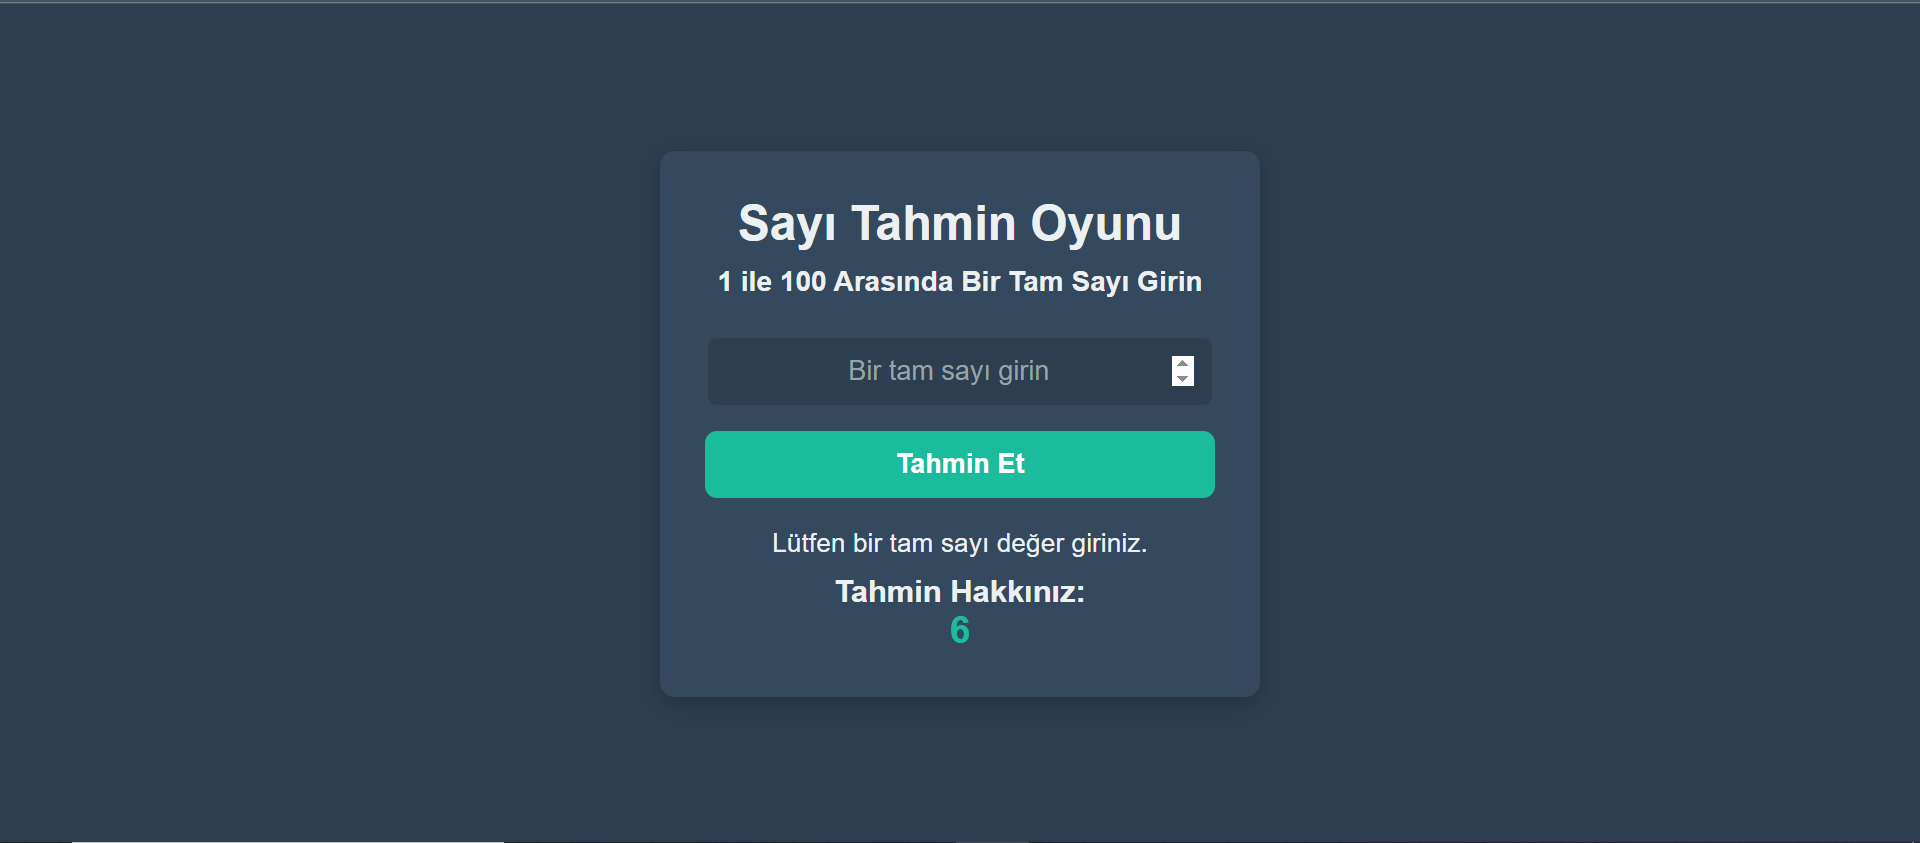 Sayı Tahmin Oyunu
1 ile 100 Arasında Bir Tam Sayı Girin
Bir tam sayı girin
Tahmin Et
Lütfen bir tam sayı değer giriniz.
Tahmin Hakkınız:
6